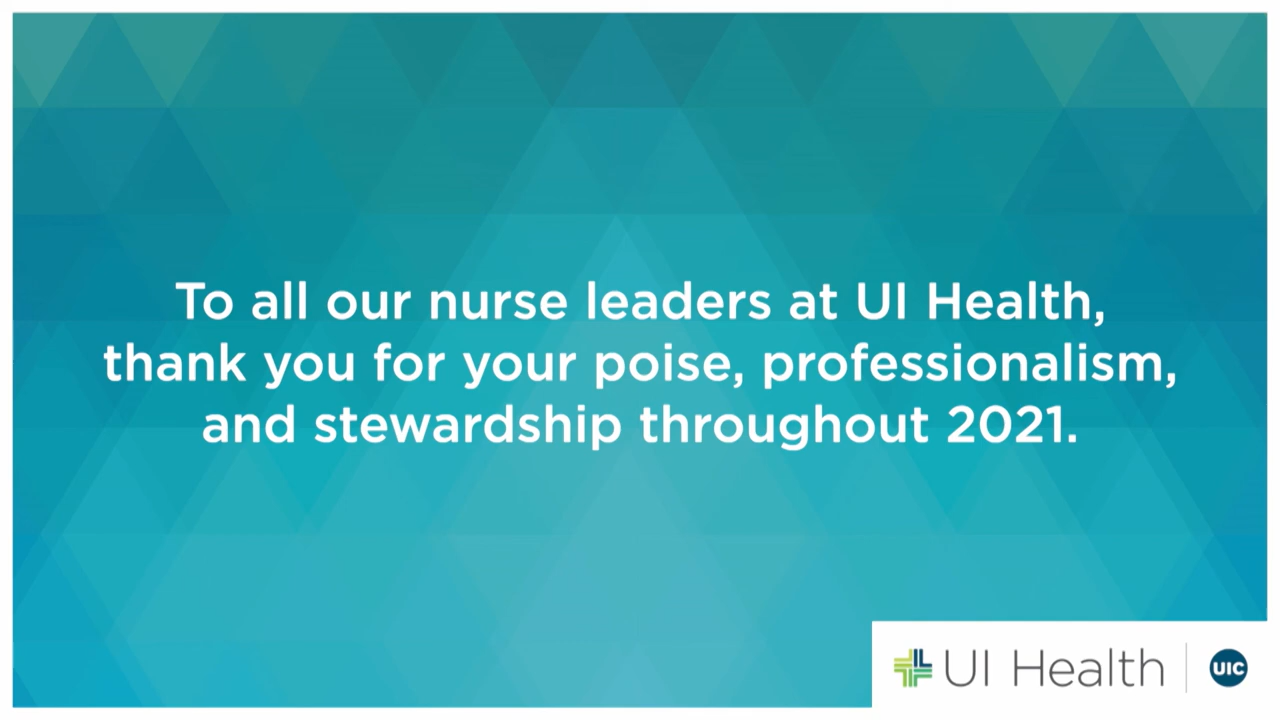 To all our nurse leaders at UI Health,
thank you for your poise, professionalism,
and stewardship throughout 2021.
UI Health
UIC